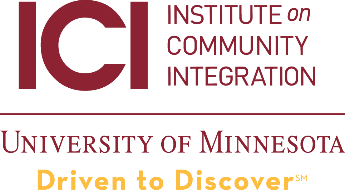 ICI
INSTITUTE on
COMMUNITY
INTEGRATION
UNIVERSITY OF MINNESOTA
Driven to Discover℠